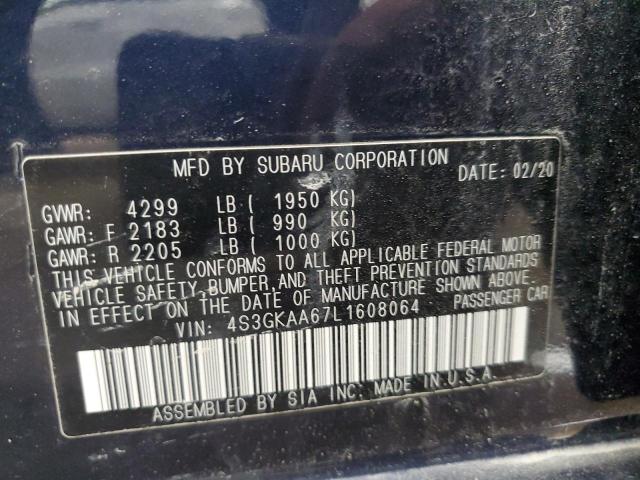 MFD BY SUBARU CORPORATION DATE: 02/20
GVWR: 4299 LB ( 1950 KG)
GAWR: F 2183 LB ( 990 KG)
GAWR: R 2205 LB ( 1000 KG)
THIS VEHICLE CONFORMS TO ALL APPLICABLE FEDERAL MOTOR
VEHICLE SAFETY, BUMPER, AND THEFT PREVENTION STANDARDS
IN EFFECT ON THE DATE OF MANUFACTURE SHOWN ABOVE.
VIN: 4S3GKAA67L1608064 PASSENGER CAR
ASSEMBLED BY SIA INC. MADE IN U.S.A.